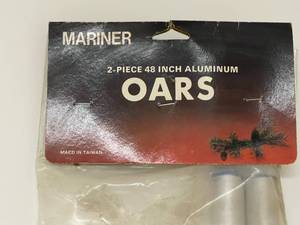 MARINER
2-PIECE 48 INCH ALUMINUM
OARS
MADE IN TAIWAN